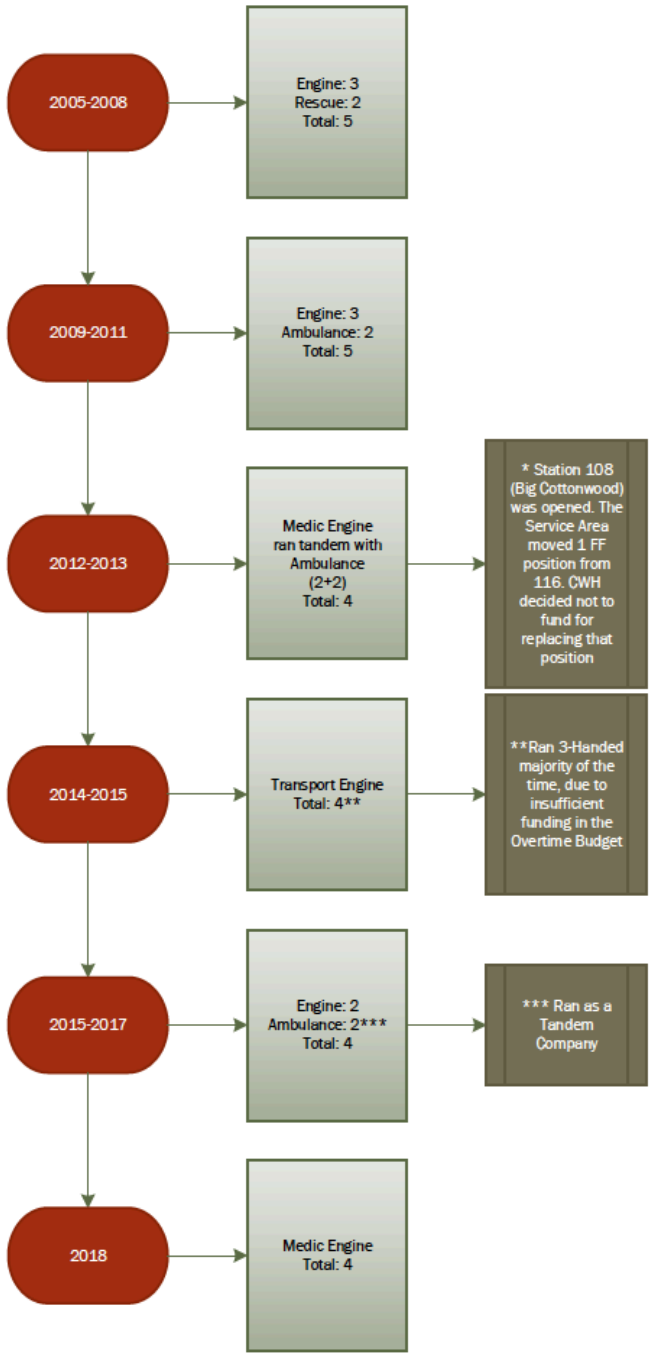 2005-2008
Engine: 3
Rescue: 2
Total: 5
2009-2011
Engine: 3
Ambulance: 2
Total: 5
2012-2013
Medic Engine
ran tandem with
Ambulance
(2+2)
Total: 4
* Station 108
(Big Cottonwood)
was opened. The
Service Area
moved 1 FF
position from
116. CWH
decided not to
fund for
replacing that
position
2014-2015
Transport Engine
Total: 4**
**Ran 3-Handed
majority of the
time, due to
insufficient
funding in the
Overtime Budget
2015-2017
Engine: 2
Ambulance: 2***
Total: 4
*** Ran as a
Tandem
Company
2018
Medic Engine
Total: 4